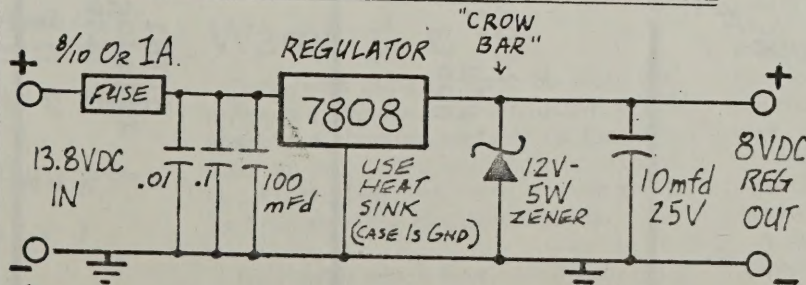 "CROW
BAR"
8/10 OR 1A.
REGULATOR
+
FUSE
7808
+
13.8VDC
IN
.01
.1
100
mFd
USE
HEAT
SINK
(CASE IS GND)
12V-
5W
ZENER
10mfd
25V
8VDC
REG
OUT
-
-